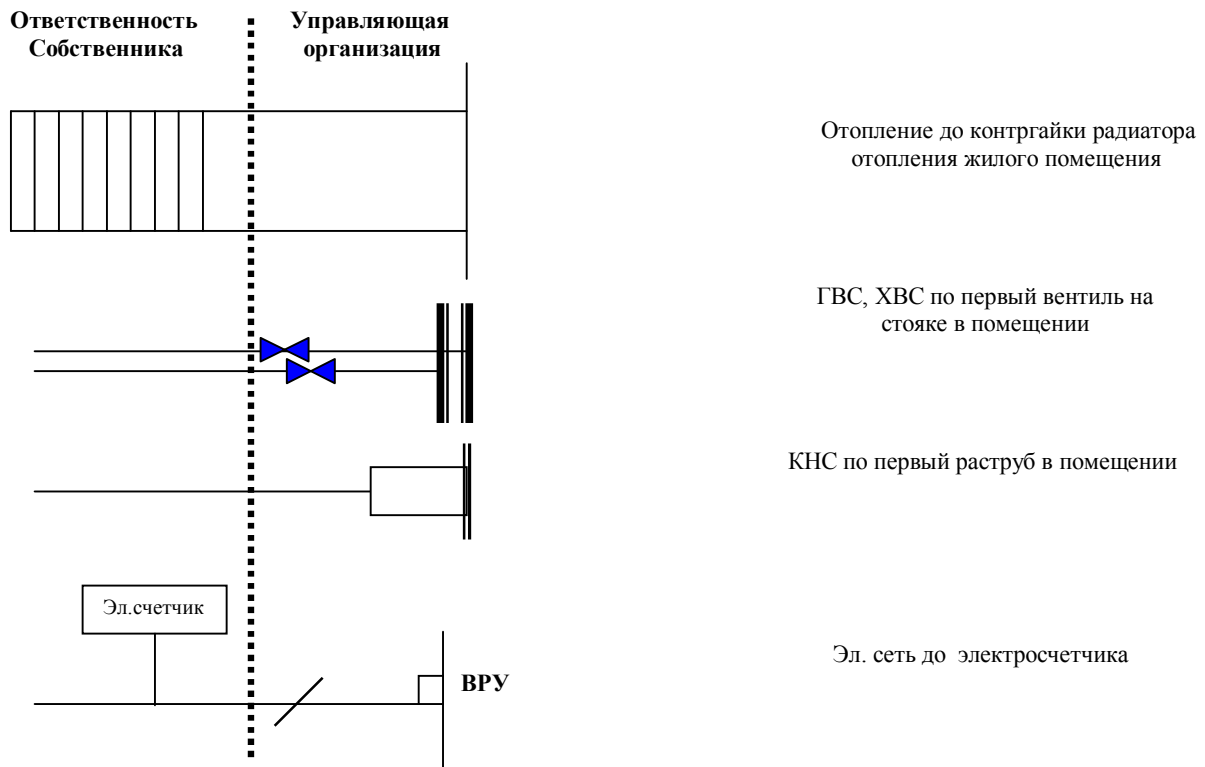 Ответственность
Собственника
Управляющая
организация
Отопление до контргайки радиатора
отопления жилого помещения
ГВС, ХВС по первый вентиль на
стояке в помещении
КНС по первый раструб в помещении
Эл.счетчик
Эл. сеть до электросчетчика
ВРУ